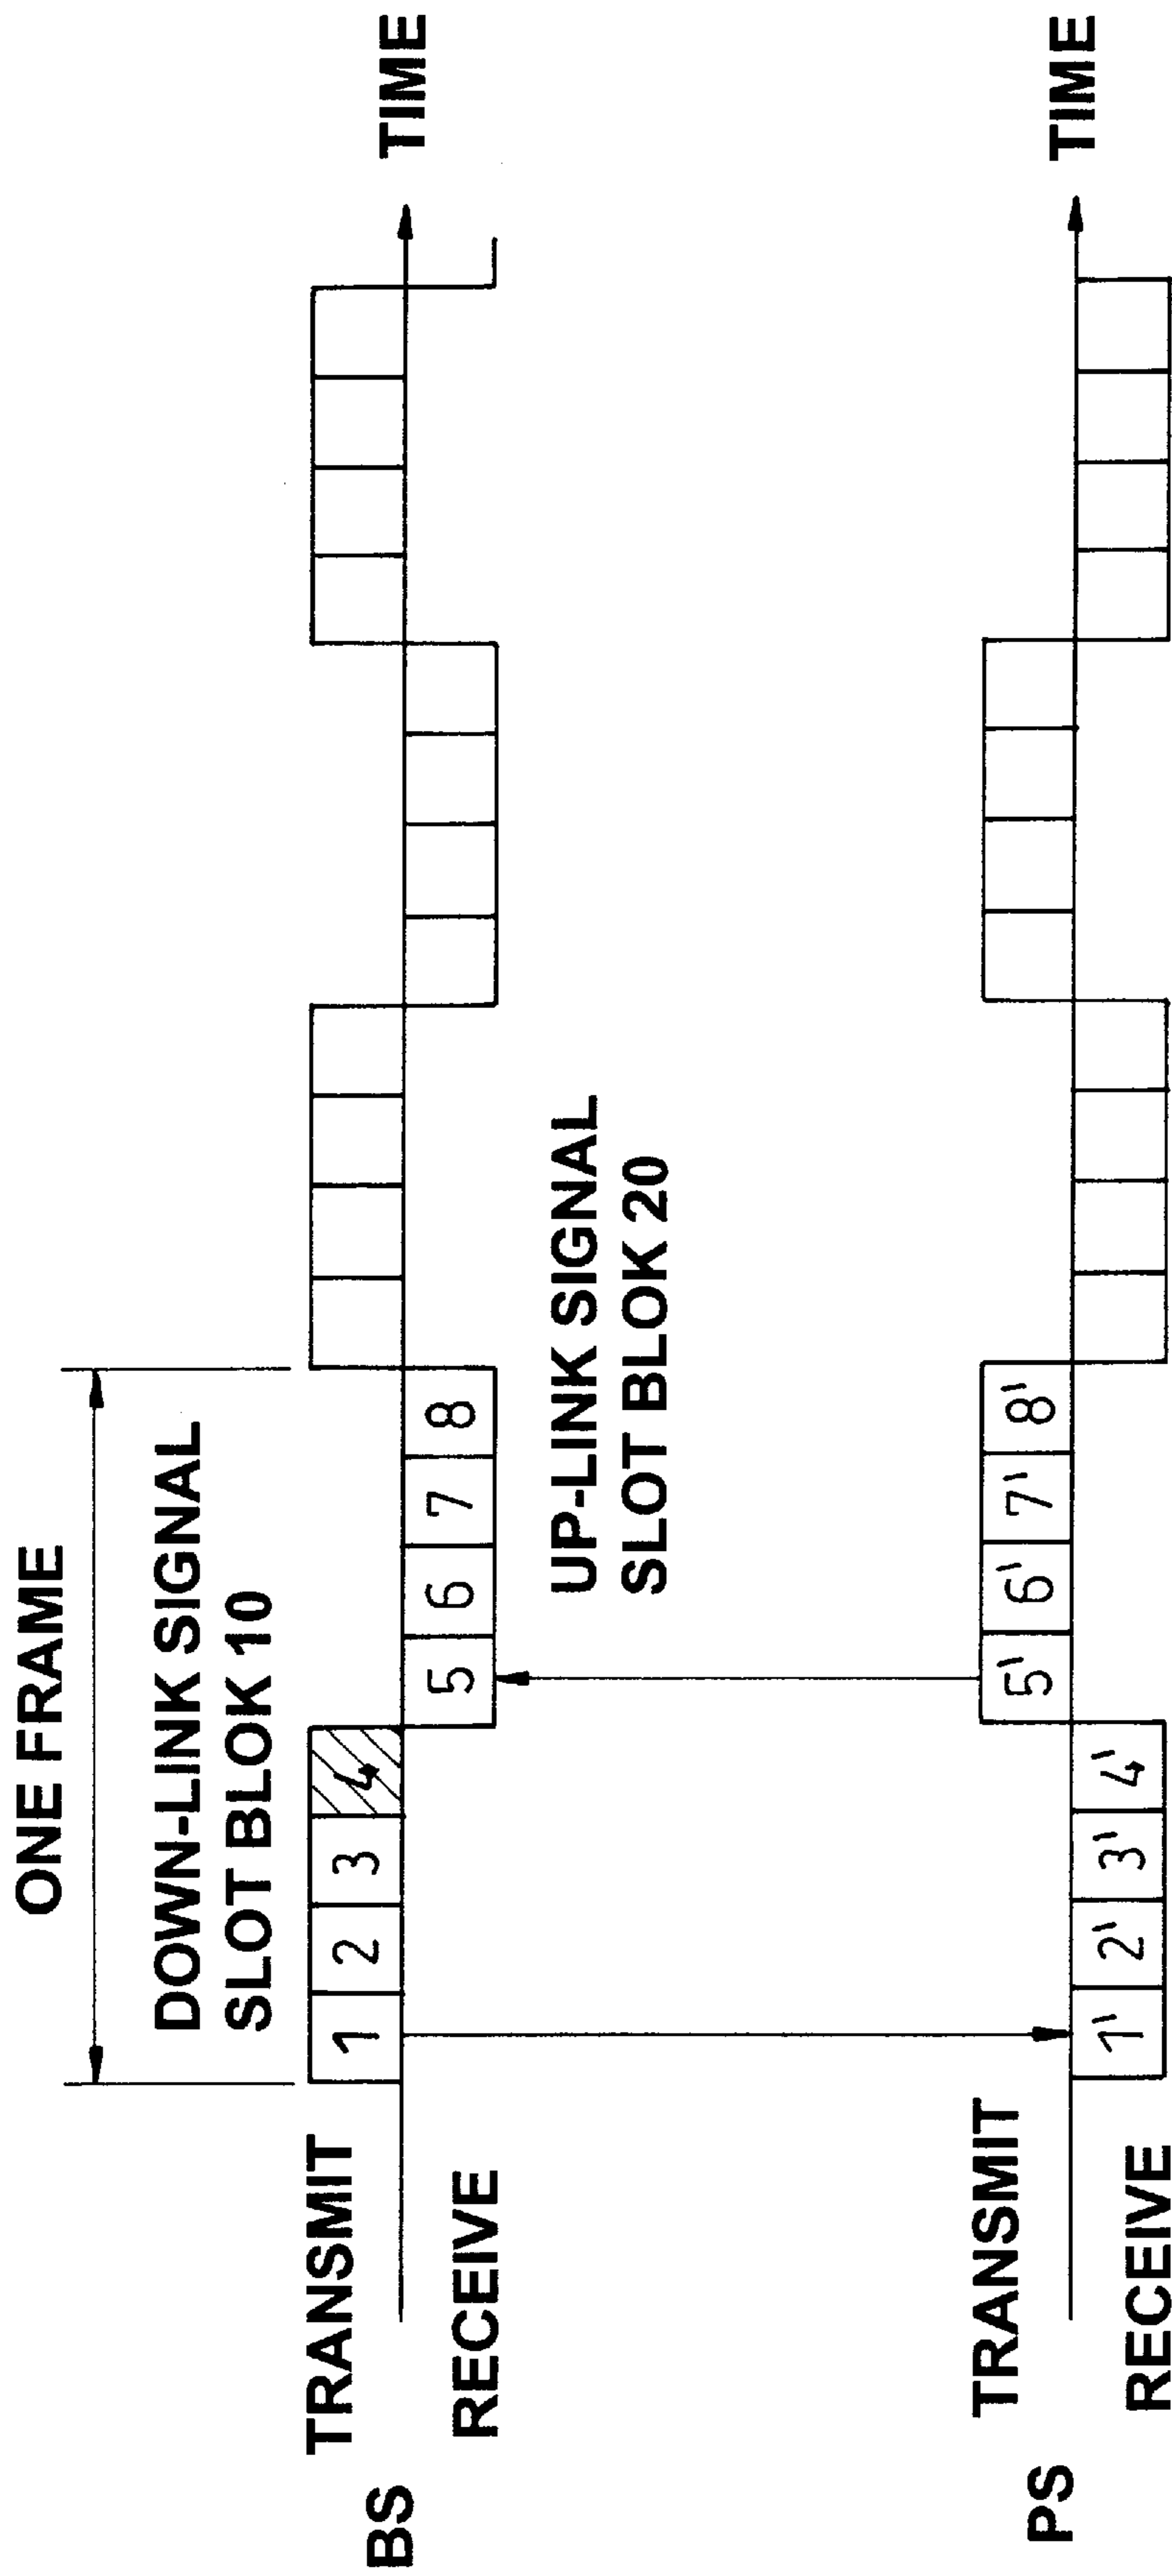 ONE FRAME
DOWN-LINK SIGNAL
SLOT BLOK 10
TRANSMIT
1 2 3 4
BS
TIME
RECEIVE
5 6 7 8
UP-LINK SIGNAL
SLOT BLOK 20
TRANSMIT
5' 6' 7' 8'
PS
TIME
RECEIVE
1' 2' 3' 4'